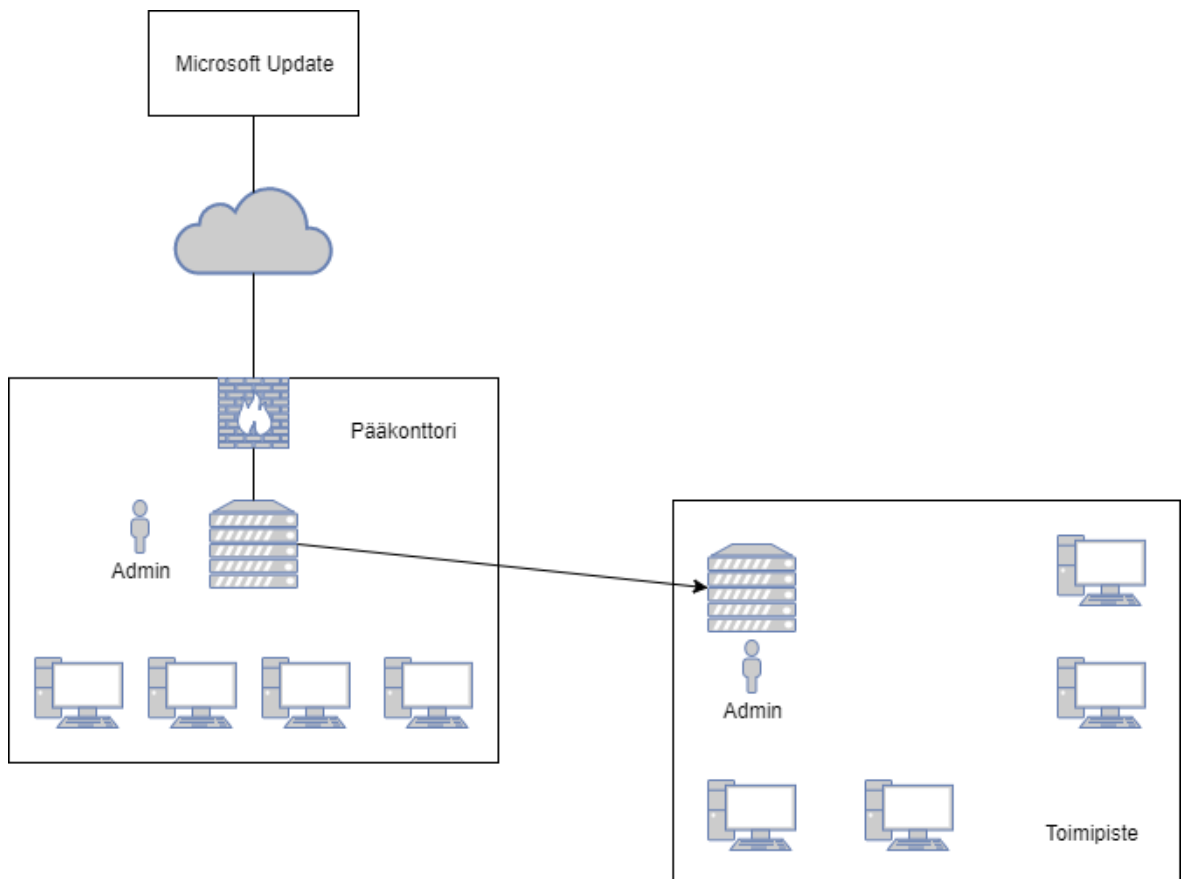 Microsoft Update
Pääkonttori
Admin
Admin
Toimipiste